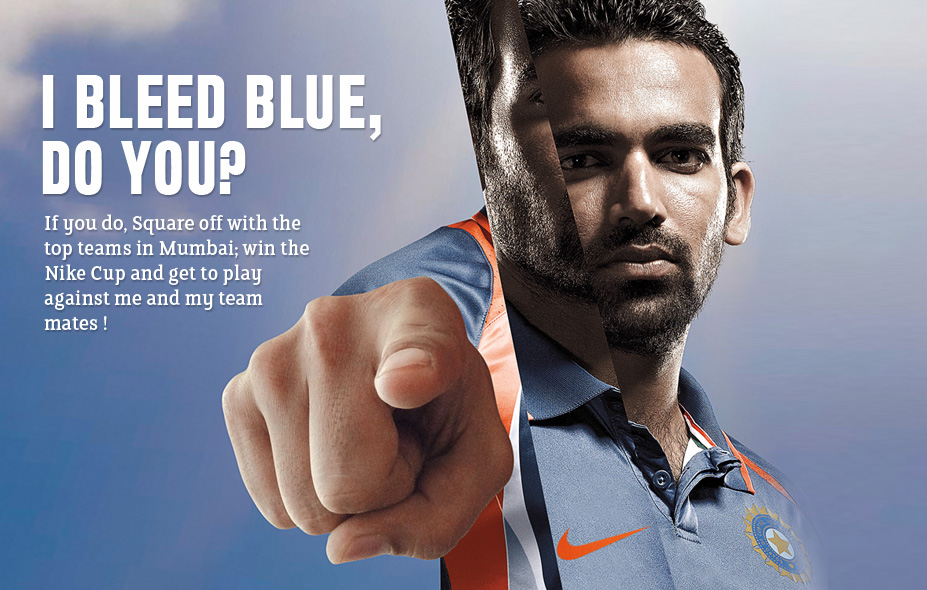 I BLEED BLUE,
DO YOU?
If you do, Square off with the
top teams in Mumbai; win the
Nike Cup and get to play
against me and my team
mates !